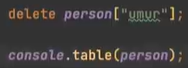 delete person["umur"];
console.table(person);